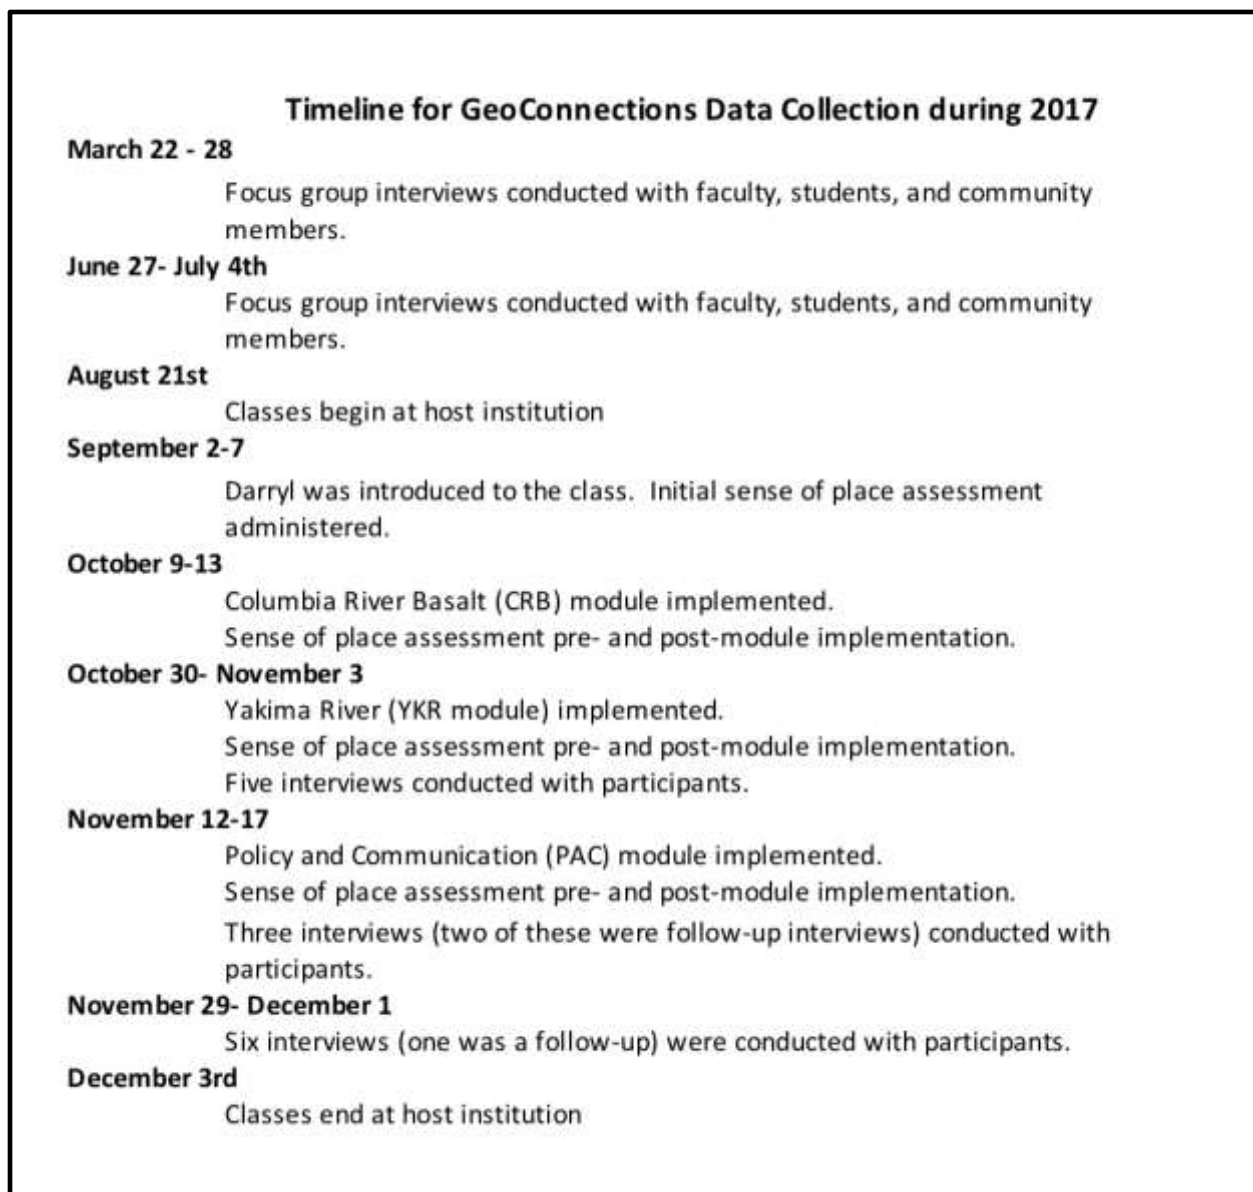 Timeline for GeoConnections Data Collection during 2017
March 22 - 28
Focus group interviews conducted with faculty, students, and community
members.
June 27- July 4th
Focus group interviews conducted with faculty, students, and community
members.
August 21st
Classes begin at host institution
September 2-7
Darryl was introduced to the class.  Initial sense of place assessment
administered.
October 9-13
Columbia River Basalt (CRB) module implemented.
Sense of place assessment pre- and post-module implementation.
October 30- November 3
Yakima River (YKR module) implemented.
Sense of place assessment pre- and post-module implementation.
Five interviews conducted with participants.
November 12-17
Policy and Communication (PAC) module implemented.
Sense of place assessment pre- and post-module implementation.
Three interviews (two of these were follow-up interviews) conducted with
participants.
November 29- December 1
Six interviews (one was a follow-up) were conducted with participants.
December 3rd
Classes end at host institution